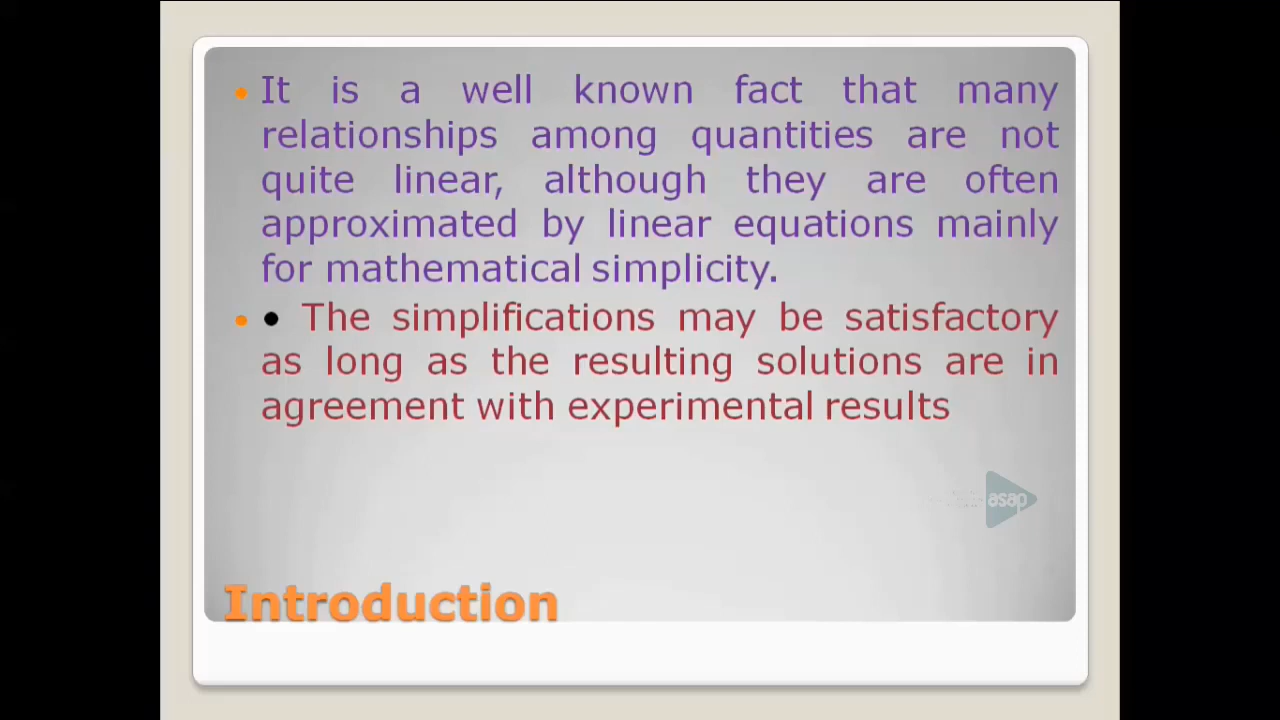 • It is a well known fact that many
relationships among quantities are not
quite linear, although they are often
approximated by linear equations mainly
for mathematical simplicity.
• • The simplifications may be satisfactory
as long as the resulting solutions are in
agreement with experimental results
asap
Introduction